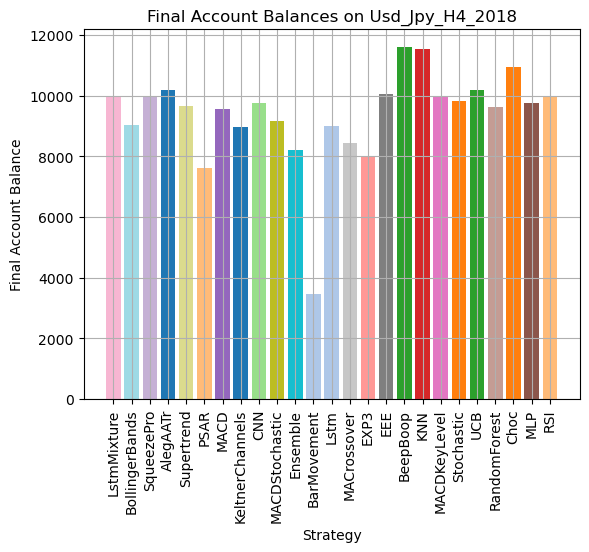 Final Account Balances on Usd_Jpy_H4_2018
Final Account Balance
12000
10000
8000
6000
4000
2000
0
LstmMixture
BollingerBands
SqueezePro
AlegAATr
Supertrend
PSAR
MACD
KeltnerChannels
CNN
MACDStochastic
Ensemble
BarMovement
Lstm
MACrossover
EXP3
EEE
BeepBoop
KNN
MACDKeyLevel
Stochastic
UCB
RandomForest
Choc
MLP
RSI
Strategy